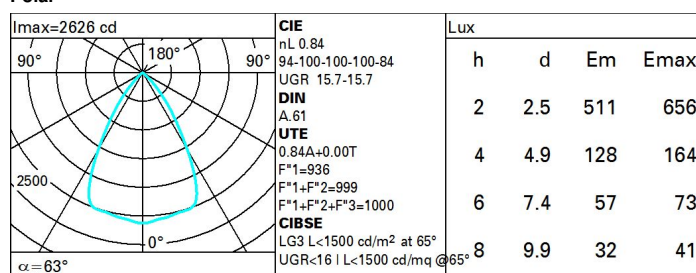 Imax=2626 cd
90° 180° 90°
2500
0°
α=63°
CIE
nL 0.84
94-100-100-100-84
UGR 15.7-15.7
DIN
A.61
UTE
0.84A+0.00T
F"1=936
F"1+F"2=999
F"1+F"2+F"3=1000
CIBSE
LG3 L<1500 cd/m² at 65°
UGR<16 | L<1500 cd/mq @65°
Lux
h d Em Emax
2 2.5 511 656
4 4.9 128 164
6 7.4 57 73
8 9.9 32 41